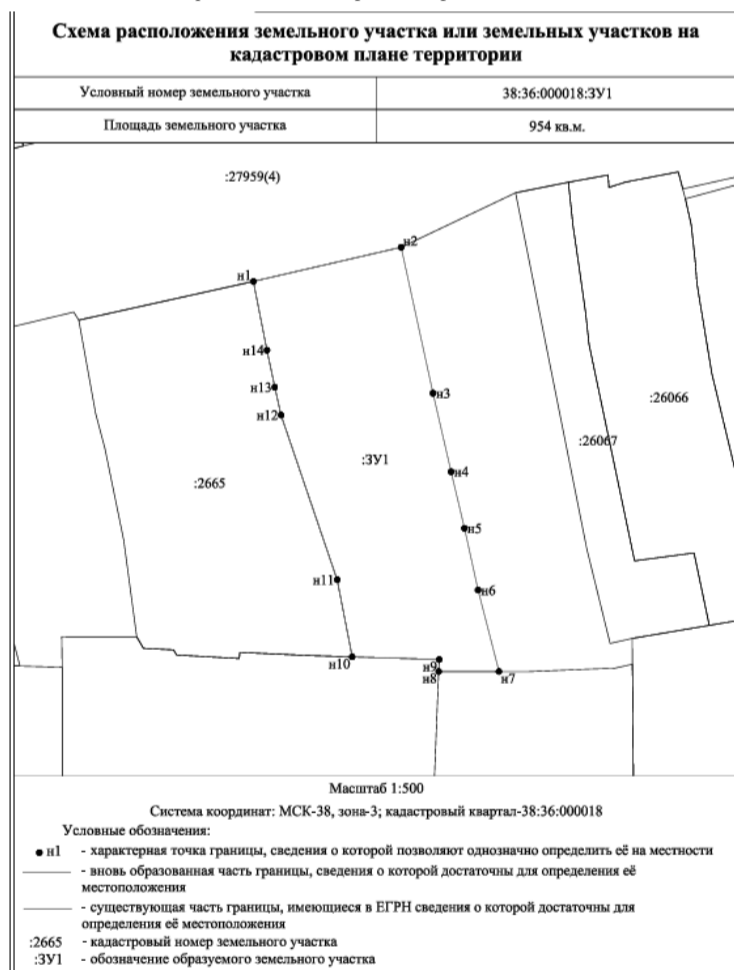 Схема расположения земельного участка или земельных участков на
кадастровом плане территории
Условный номер земельного участка 38:36:000018:ЗУ1
Площадь земельного участка 954 кв.м.
:27959(4)
н2
н1
н14
н13
н3
:26066
н12
:26067
:ЗУ1
н4
:2665
н5
н11
н6
н10
н9
н8
н7
Масштаб 1:500
Система координат: МСК-38, зона-3; кадастровый квартал-38:36:000018
Условные обозначения:
н1 - характерная точка границы, сведения о которой позволяют однозначно определить её на местности
- вновь образованная часть границы, сведения о которой достаточны для определения её
местоположения
- существующая часть границы, имеющиеся в ЕГРН сведения о которой достаточны для
определения её местоположения
:2665 - кадастровый номер земельного участка
:ЗУ1 - обозначение образуемого земельного участка